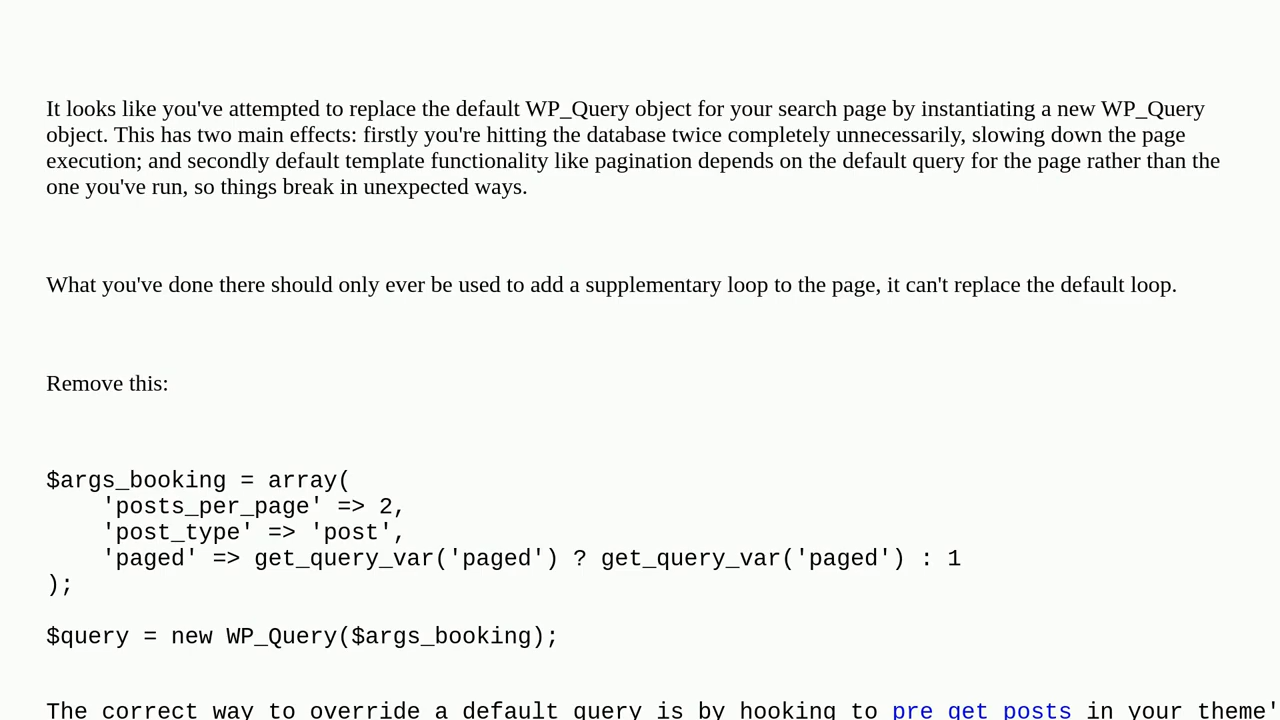 It looks like you've attempted to replace the default WP_Query object for your search page by instantiating a new WP_Query
object. This has two main effects: firstly you're hitting the database twice completely unnecessarily, slowing down the page
execution; and secondly default template functionality like pagination depends on the default query for the page rather than the
one you've run, so things break in unexpected ways.
What you've done there should only ever be used to add a supplementary loop to the page, it can't replace the default loop.
Remove this:
$args_booking = array(
    'posts_per_page' => 2,
    'post_type' => 'post',
    'paged' => get_query_var('paged') ? get_query_var('paged') : 1
);
$query = new WP_Query($args_booking);
The correct way to override a default query is by hooking to pre_get_posts in your theme'